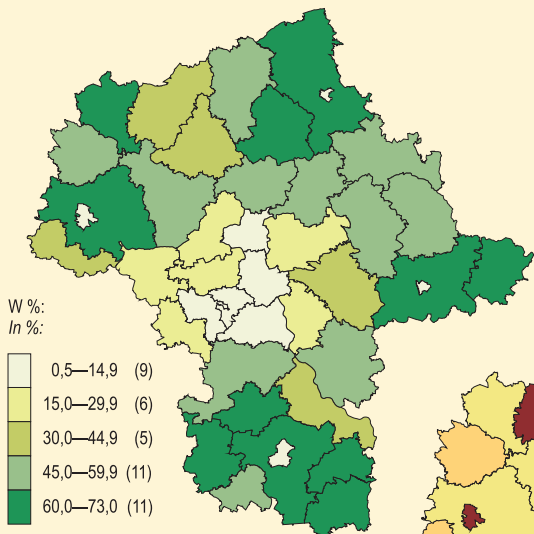 W %:
In %:
0,5—14,9 (9)
15,0—29,9 (6)
30,0—44,9 (5)
45,0—59,9 (11)
60,0—73,0 (11)